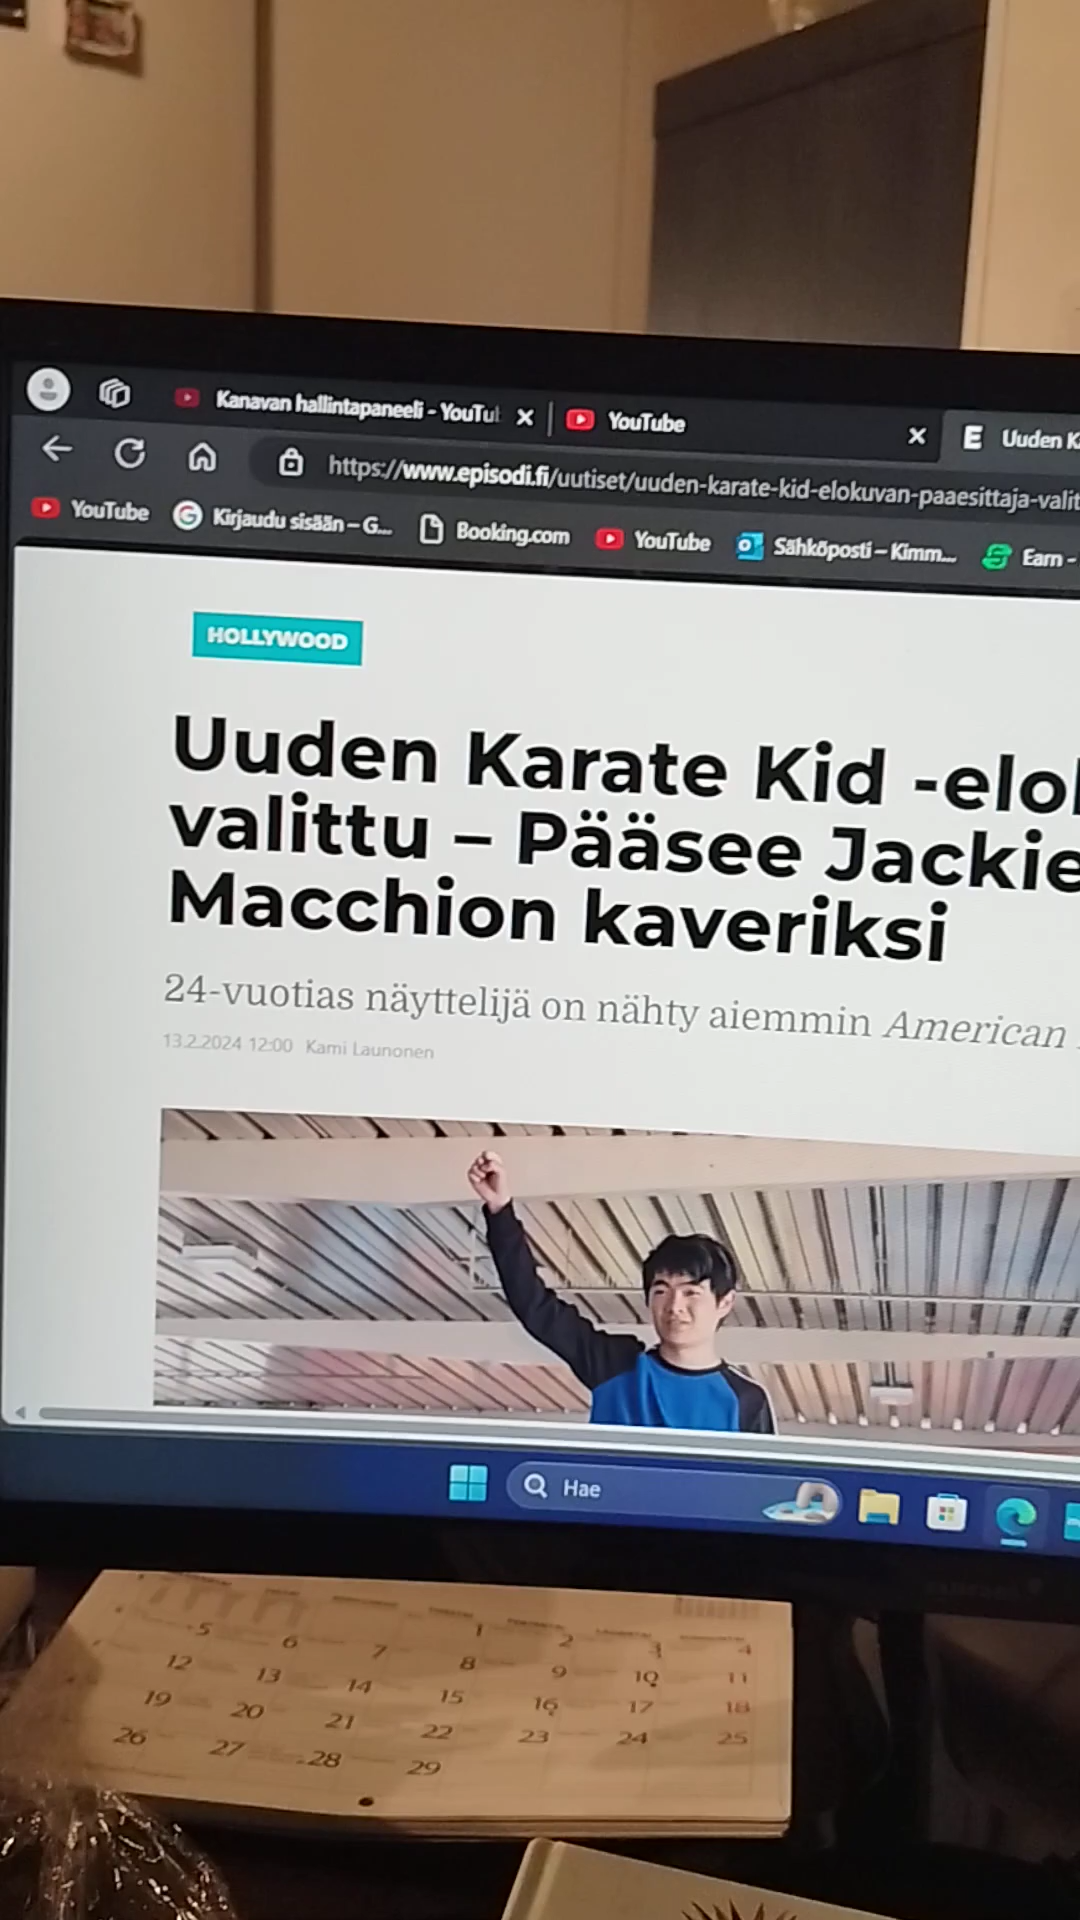 Kanavan hallintapaneeli - YouTu
YouTube
Uuden K
https://www.episodi.fi/uutiset/uuden-karate-kid-elokuvan-paaesittaja-valit
YouTube
Kirjaudu sisään – G...
Booking.com
YouTube
Sähköposti – Kimm...
Earn -
HOLLYWOOD
Uuden Karate Kid -elo
valittu – Pääsee Jackie
Macchion kaveriksi
24-vuotias näyttelijä on nähty aiemmin American
13.2.2024 12:00 Kami Launonen
Hae
1 2 3 4
5 6 7 8 9 10 11
12 13 14 15 16 17 18
19 20 21 22 23 24 25
26 27 28 29